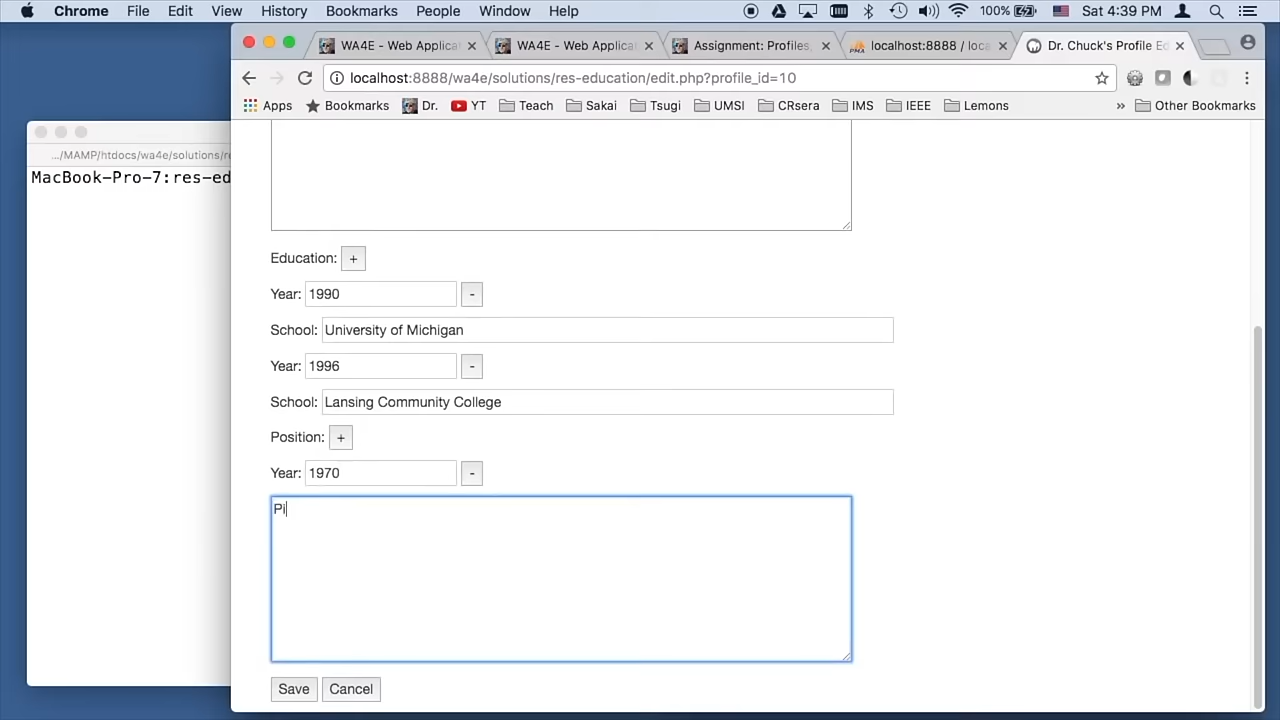 Chrome File Edit View History Bookmarks People Window Help 100% Sat 4:39 PM
WA4E - Web Applicat
WA4E - Web Applicat
Assignment: Profiles,
localhost:8888 / loca
Dr. Chuck's Profile Ed
localhost:8888/wa4e/solutions/res-education/edit.php?profile_id=10
Apps Bookmarks Dr. YT Teach Sakai Tsugi UMSI CRsera IMS IEEE Lemons » Other Bookmarks
.../MAMP/htdocs/wa4e/solutions/re
MacBook-Pro-7:res-ed
Education: +
Year: 1990 -
School: University of Michigan
Year: 1996 -
School: Lansing Community College
Position: +
Year: 1970 -
Pi
Save Cancel